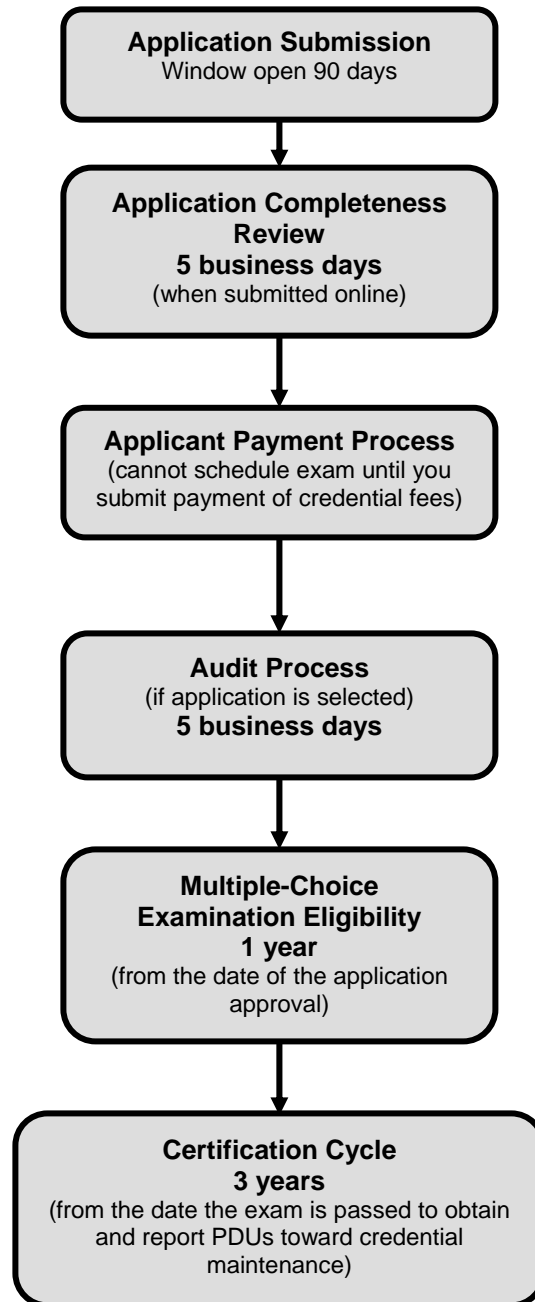 Application Submission
Window open 90 days
Application Completeness
Review
5 business days
(when submitted online)
Applicant Payment Process
(cannot schedule exam until you
submit payment of credential fees)
Audit Process
(if application is selected)
5 business days
Multiple-Choice
Examination Eligibility
1 year
(from the date of the application
approval)
Certification Cycle
3 years
(from the date the exam is passed to obtain
and report PDUs toward credential
maintenance)